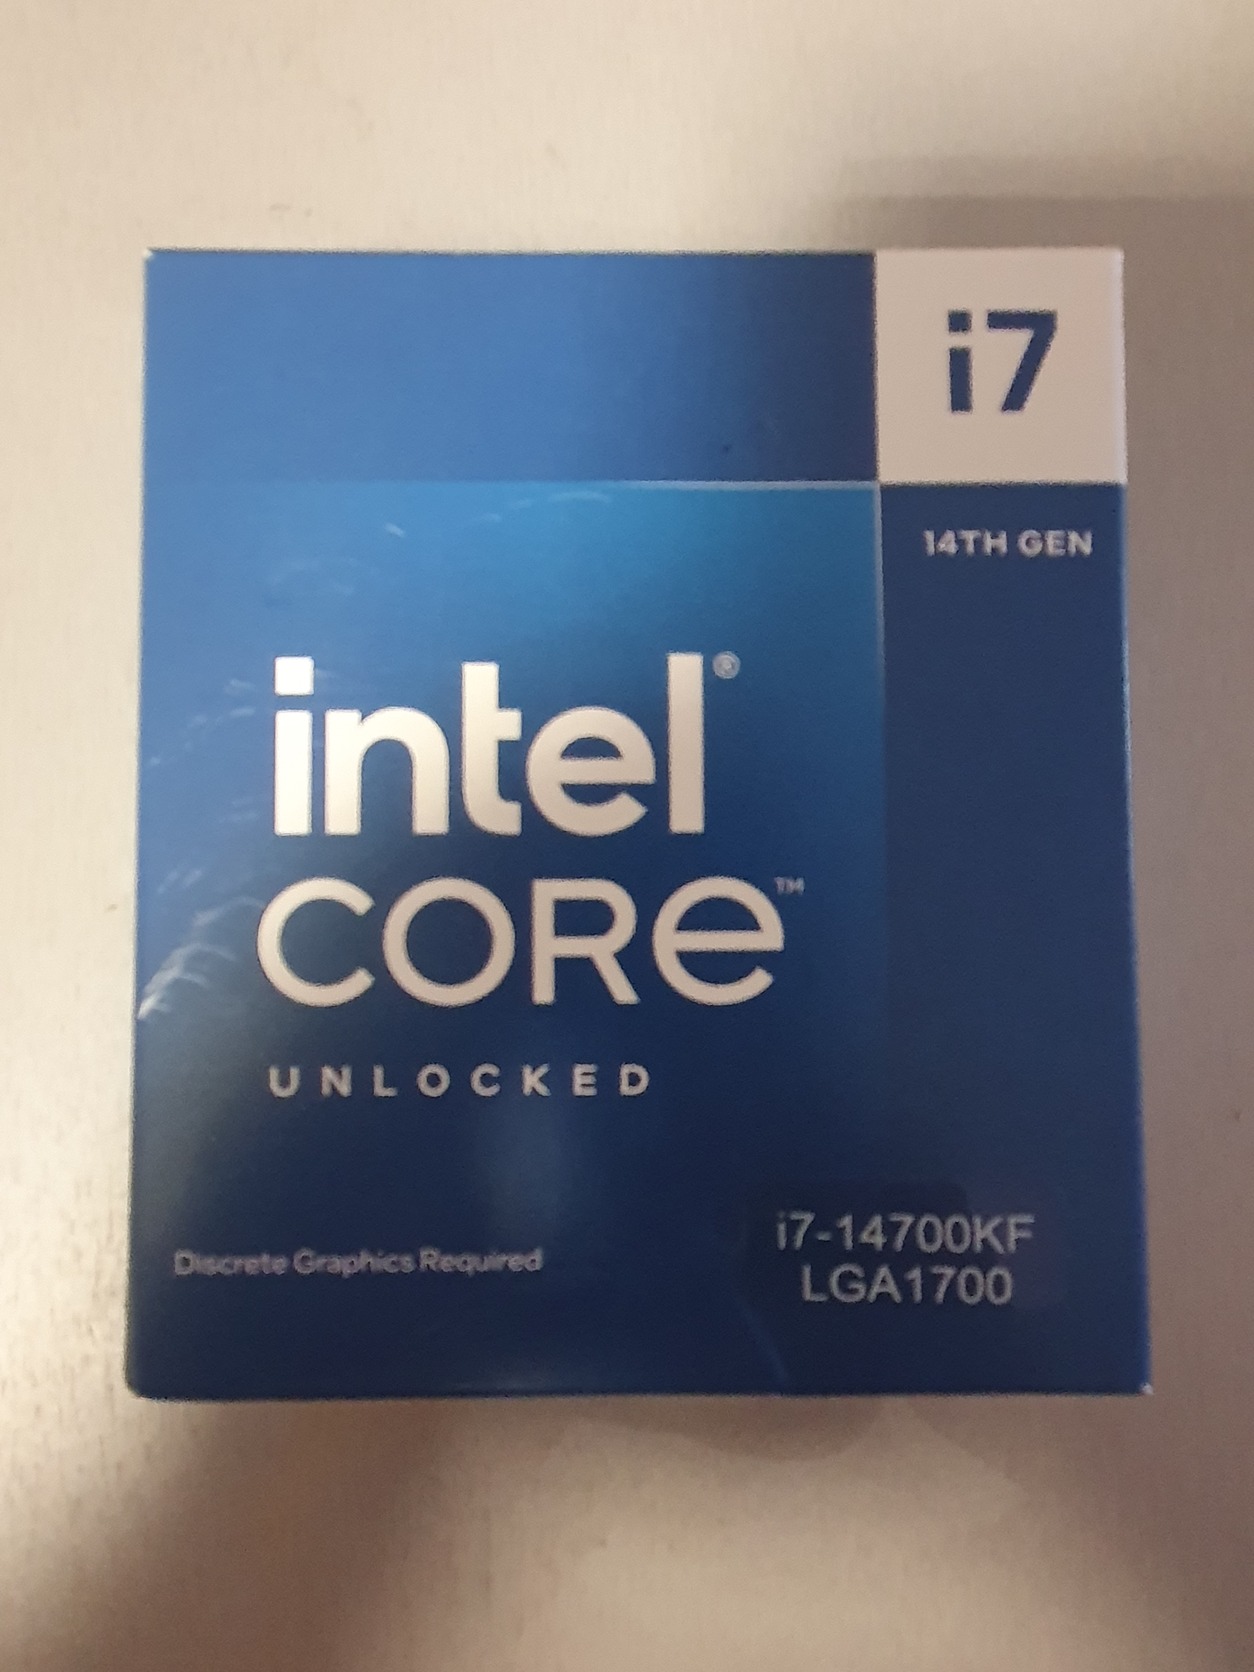 i7
14TH GEN
intel®
CORe™
UNLOCKED
Discrete Graphics Required
i7-14700KF
LGA1700